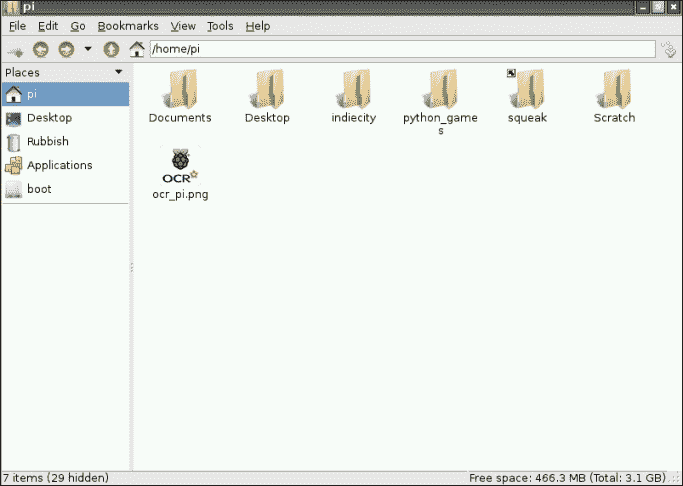 pi
File Edit Go Bookmarks View Tools Help
/home/pi
Places
pi
Desktop
Rubbish
Applications
boot
Documents Desktop indiecity python_game squeak Scratch
s
OCR
ocr_pi.png
7 items (29 hidden) Free space: 466.3 MB (Total: 3.1 GB)